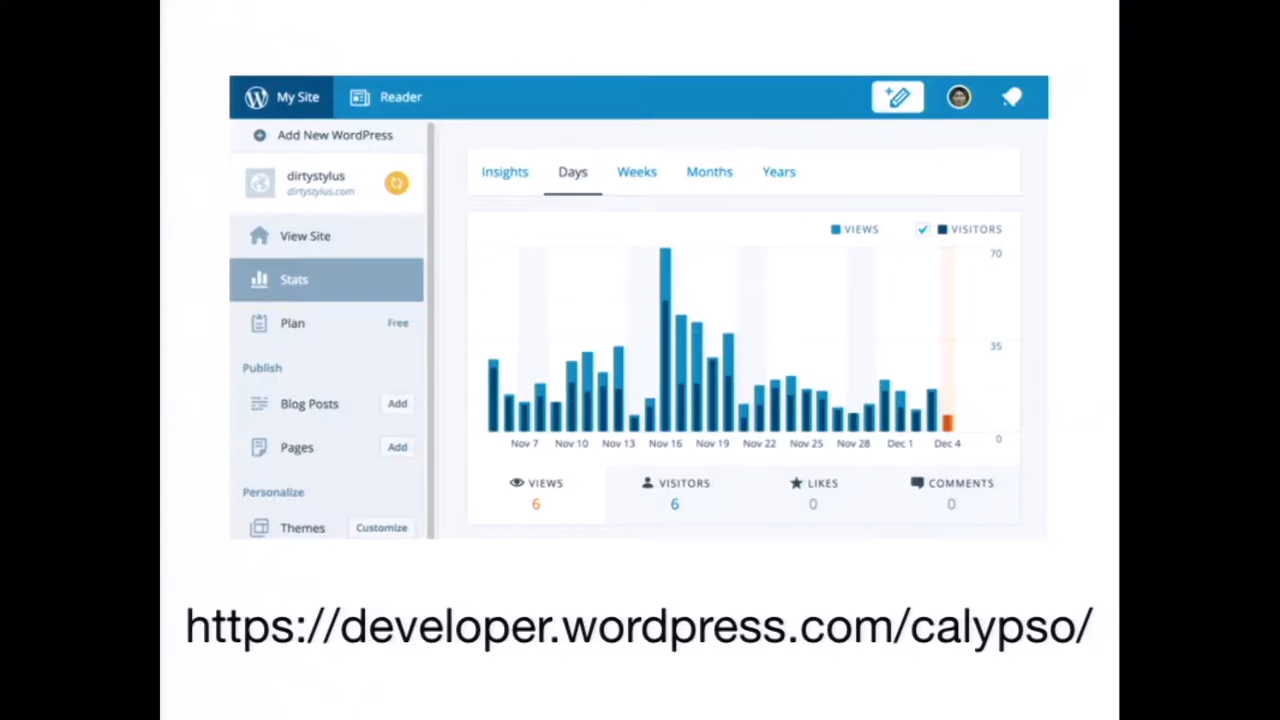 My Site Reader
Add New WordPress
dirtystylus
dirtystylus.com
View Site
Stats
Plan Free
Publish
Blog Posts Add
Pages Add
Personalize
Themes Customize
Insights Days Weeks Months Years
VIEWS VISITORS
70
35
0
Nov 7 Nov 10 Nov 13 Nov 16 Nov 19 Nov 22 Nov 25 Nov 28 Dec 1 Dec 4
VIEWS VISITORS LIKES COMMENTS
6 6 0 0
https://developer.wordpress.com/calypso/